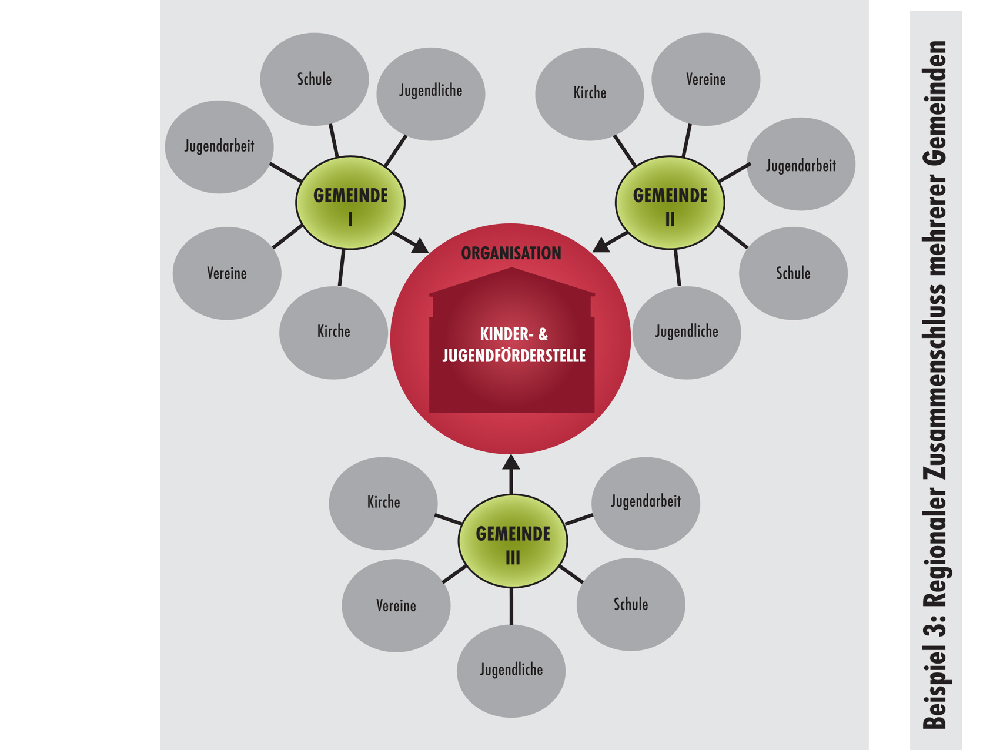 Schule
Jugendliche
Jugendarbeit
GEMEINDE
I
Vereine
Kirche
Kirche
Vereine
Jugendarbeit
GEMEINDE
II
Schule
Jugendliche
ORGANISATION
KINDER- &
JUGENDFÖRDERSTELLE
Kirche
Jugendarbeit
GEMEINDE
III
Vereine
Schule
Jugendliche
Beispiel 3: Regionaler Zusammenschluss mehrerer Gemeinden